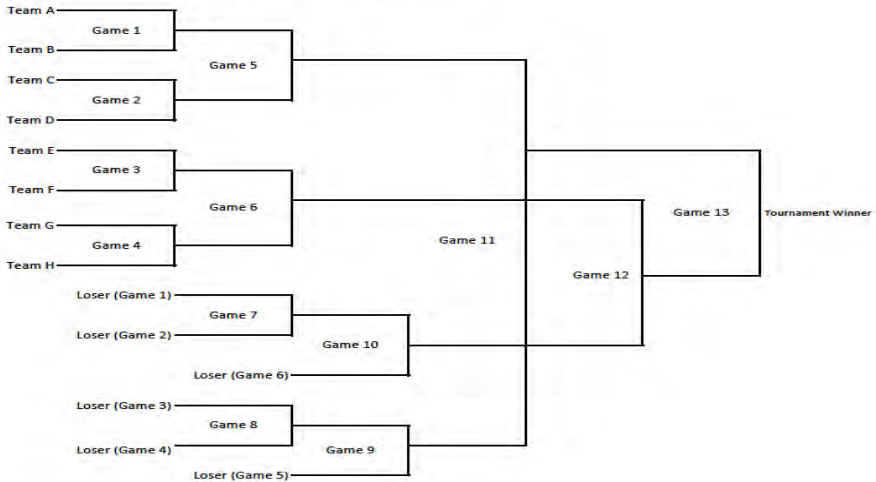 Team A
Game 1
Team B
Game 5
Team C
Game 2
Team D
Team E
Game 3
Team F
Game 6
Team G
Game 4
Team H
Game 11
Game 13
Tournament Winner
Game 12
Loser (Game 1)
Game 7
Loser (Game 2)
Game 10
Loser (Game 6)
Loser (Game 3)
Game 8
Loser (Game 4)
Game 9
Loser (Game 5)